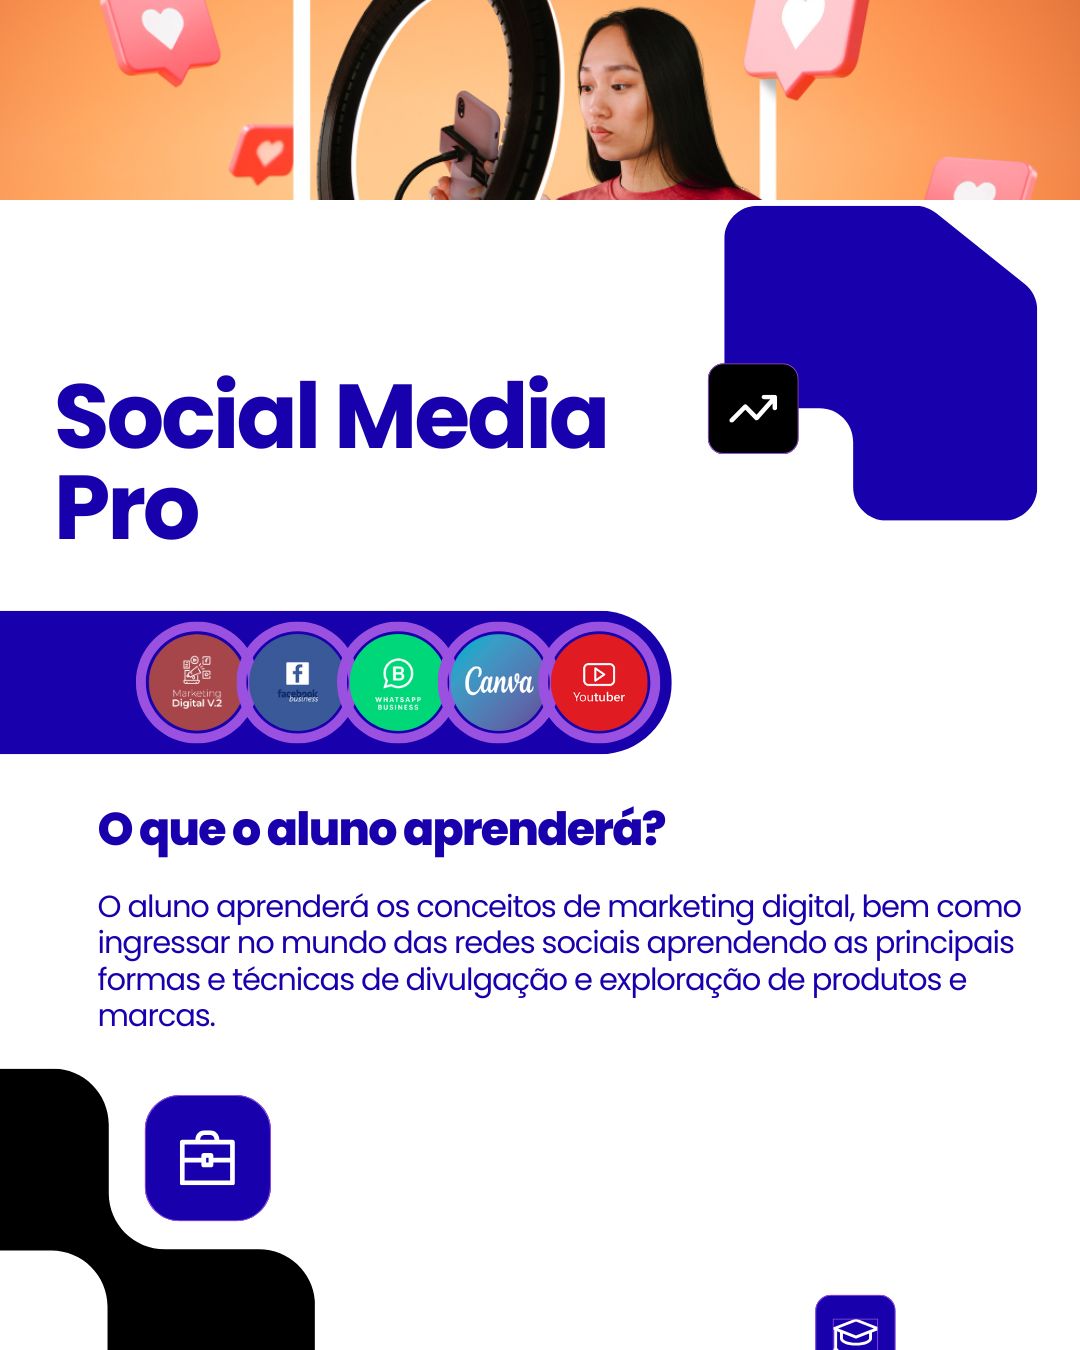 Social Media
Pro
Marketing
Digital V.2
facebook
business
B
WHATSAPP
BUSINESS
Canva
Youtuber
O que o aluno aprenderá?
O aluno aprenderá os conceitos de marketing digital, bem como
ingressar no mundo das redes sociais aprendendo as principais
formas e técnicas de divulgação e exploração de produtos e
marcas.